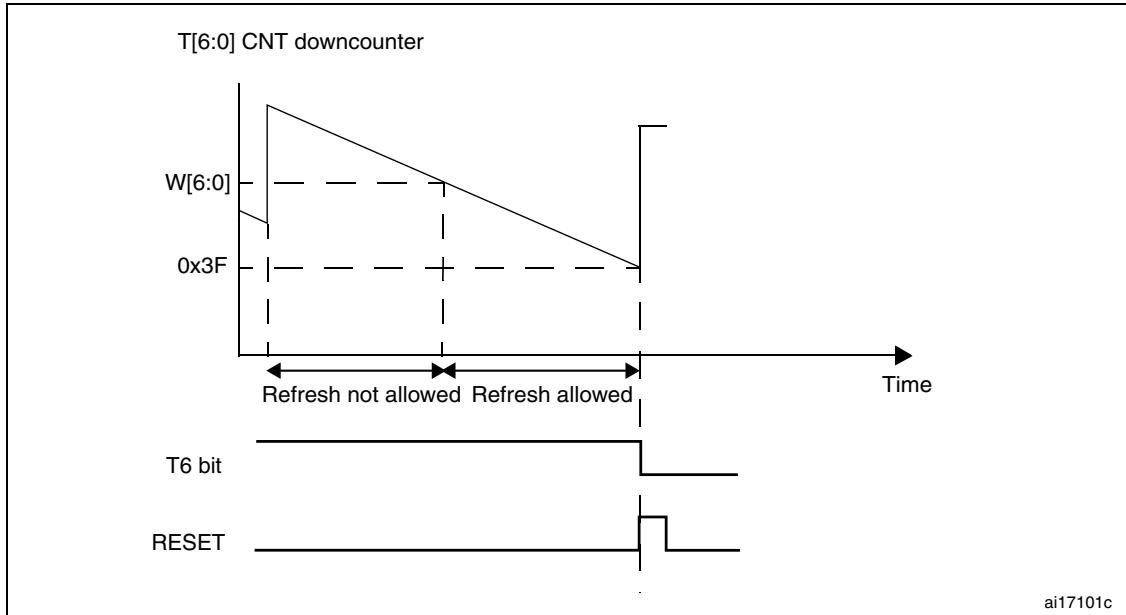 T[6:0] CNT downcounter
W[6:0]
0x3F
Time
Refresh not allowed
Refresh allowed
T6 bit
RESET
ai17101c